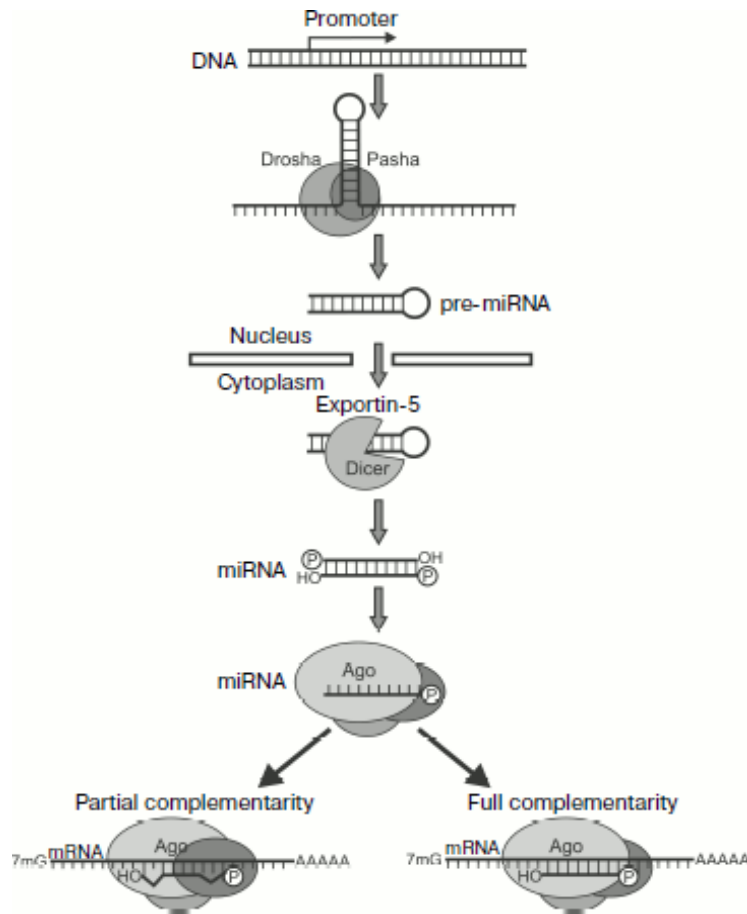 Promoter
DNA
Drosha Pasha
pre-miRNA
Nucleus
Cytoplasm
Exportin-5
Dicer
P OH
miRNA
HO P
miRNA
Ago
P
Partial complementarity Full complementarity
7mG mRNA Ago AAAAA 7mG mRNA Ago AAAAA
HO P HO P